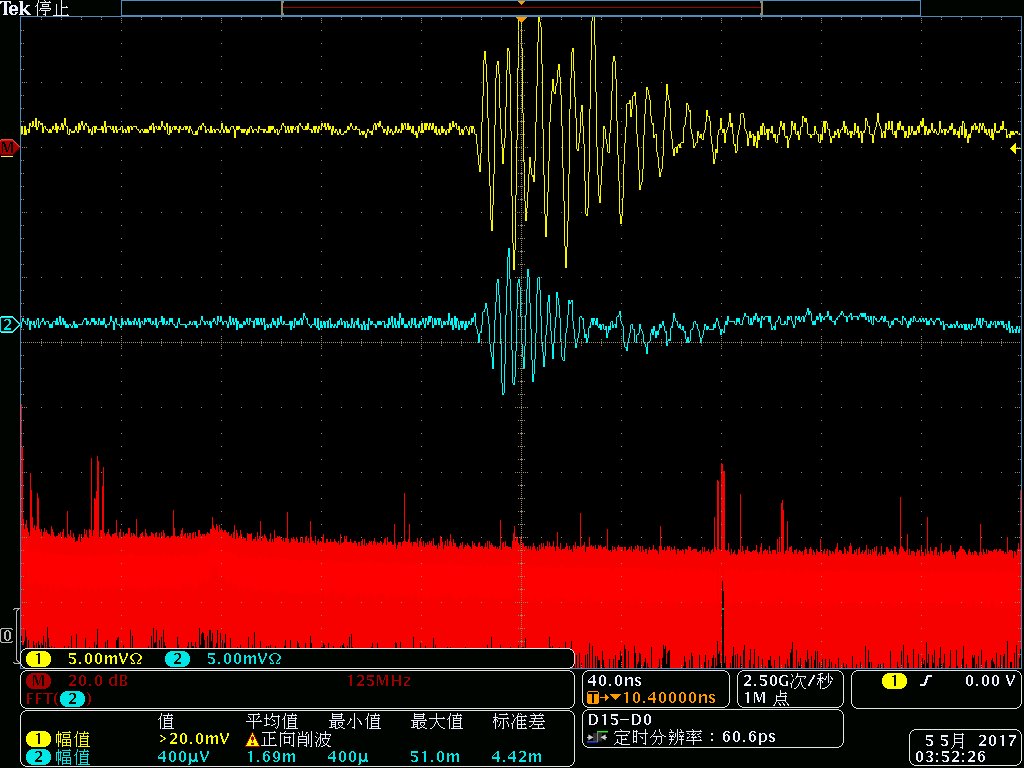 Tek 停止
M
2
0
1 5.00mVΩ 2 5.00mVΩ
M 20.0 dB 125MHz
FFT( 2 )
40.0ns
T→▼10.40000ns
2.50G次/秒
1M 点
1 0.00 V
值 平均值 最小值 最大值 标准差
1 幅值 >20.0mV 正向削波
2 幅值 400μV 1.69m 400μ 51.0m 4.42m
D15-D0
定时分辨率：60.6ps
5 5月 2017
03:52:26